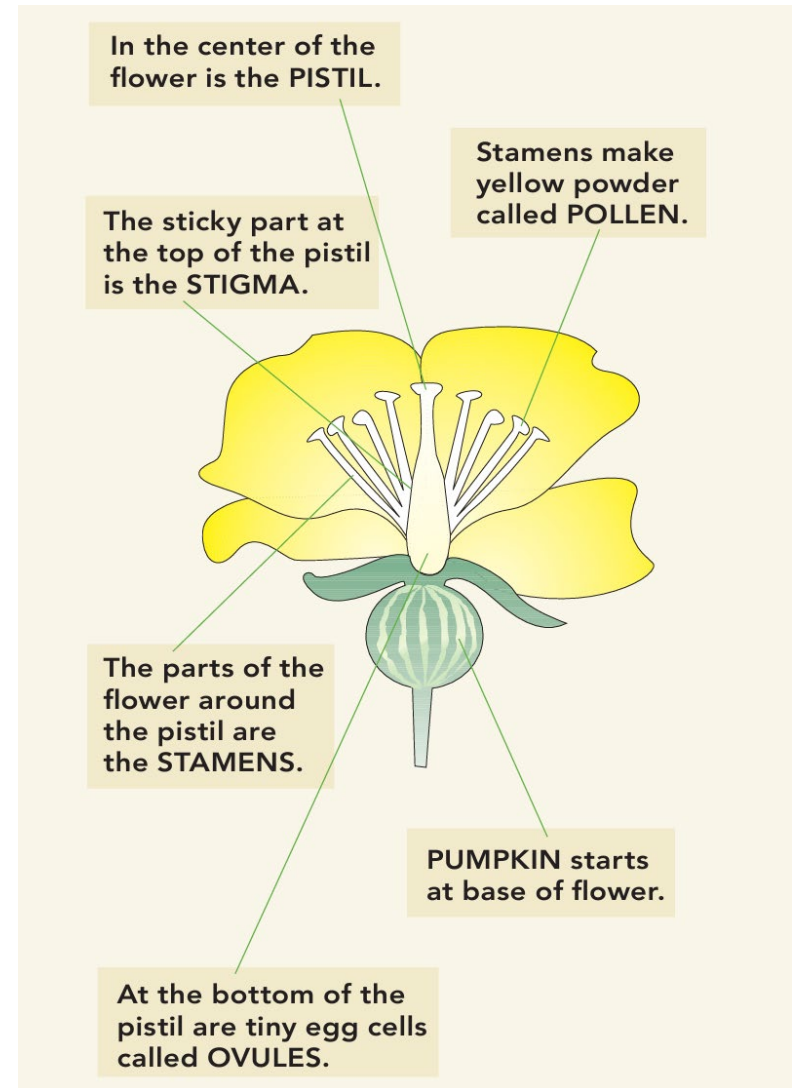 In the center of the
flower is the PISTIL.
Stamens make
yellow powder
called POLLEN.
The sticky part at
the top of the pistil
is the STIGMA.
The parts of the
flower around
the pistil are
the STAMENS.
PUMPKIN starts
at base of flower.
At the bottom of the
pistil are tiny egg cells
called OVULES.